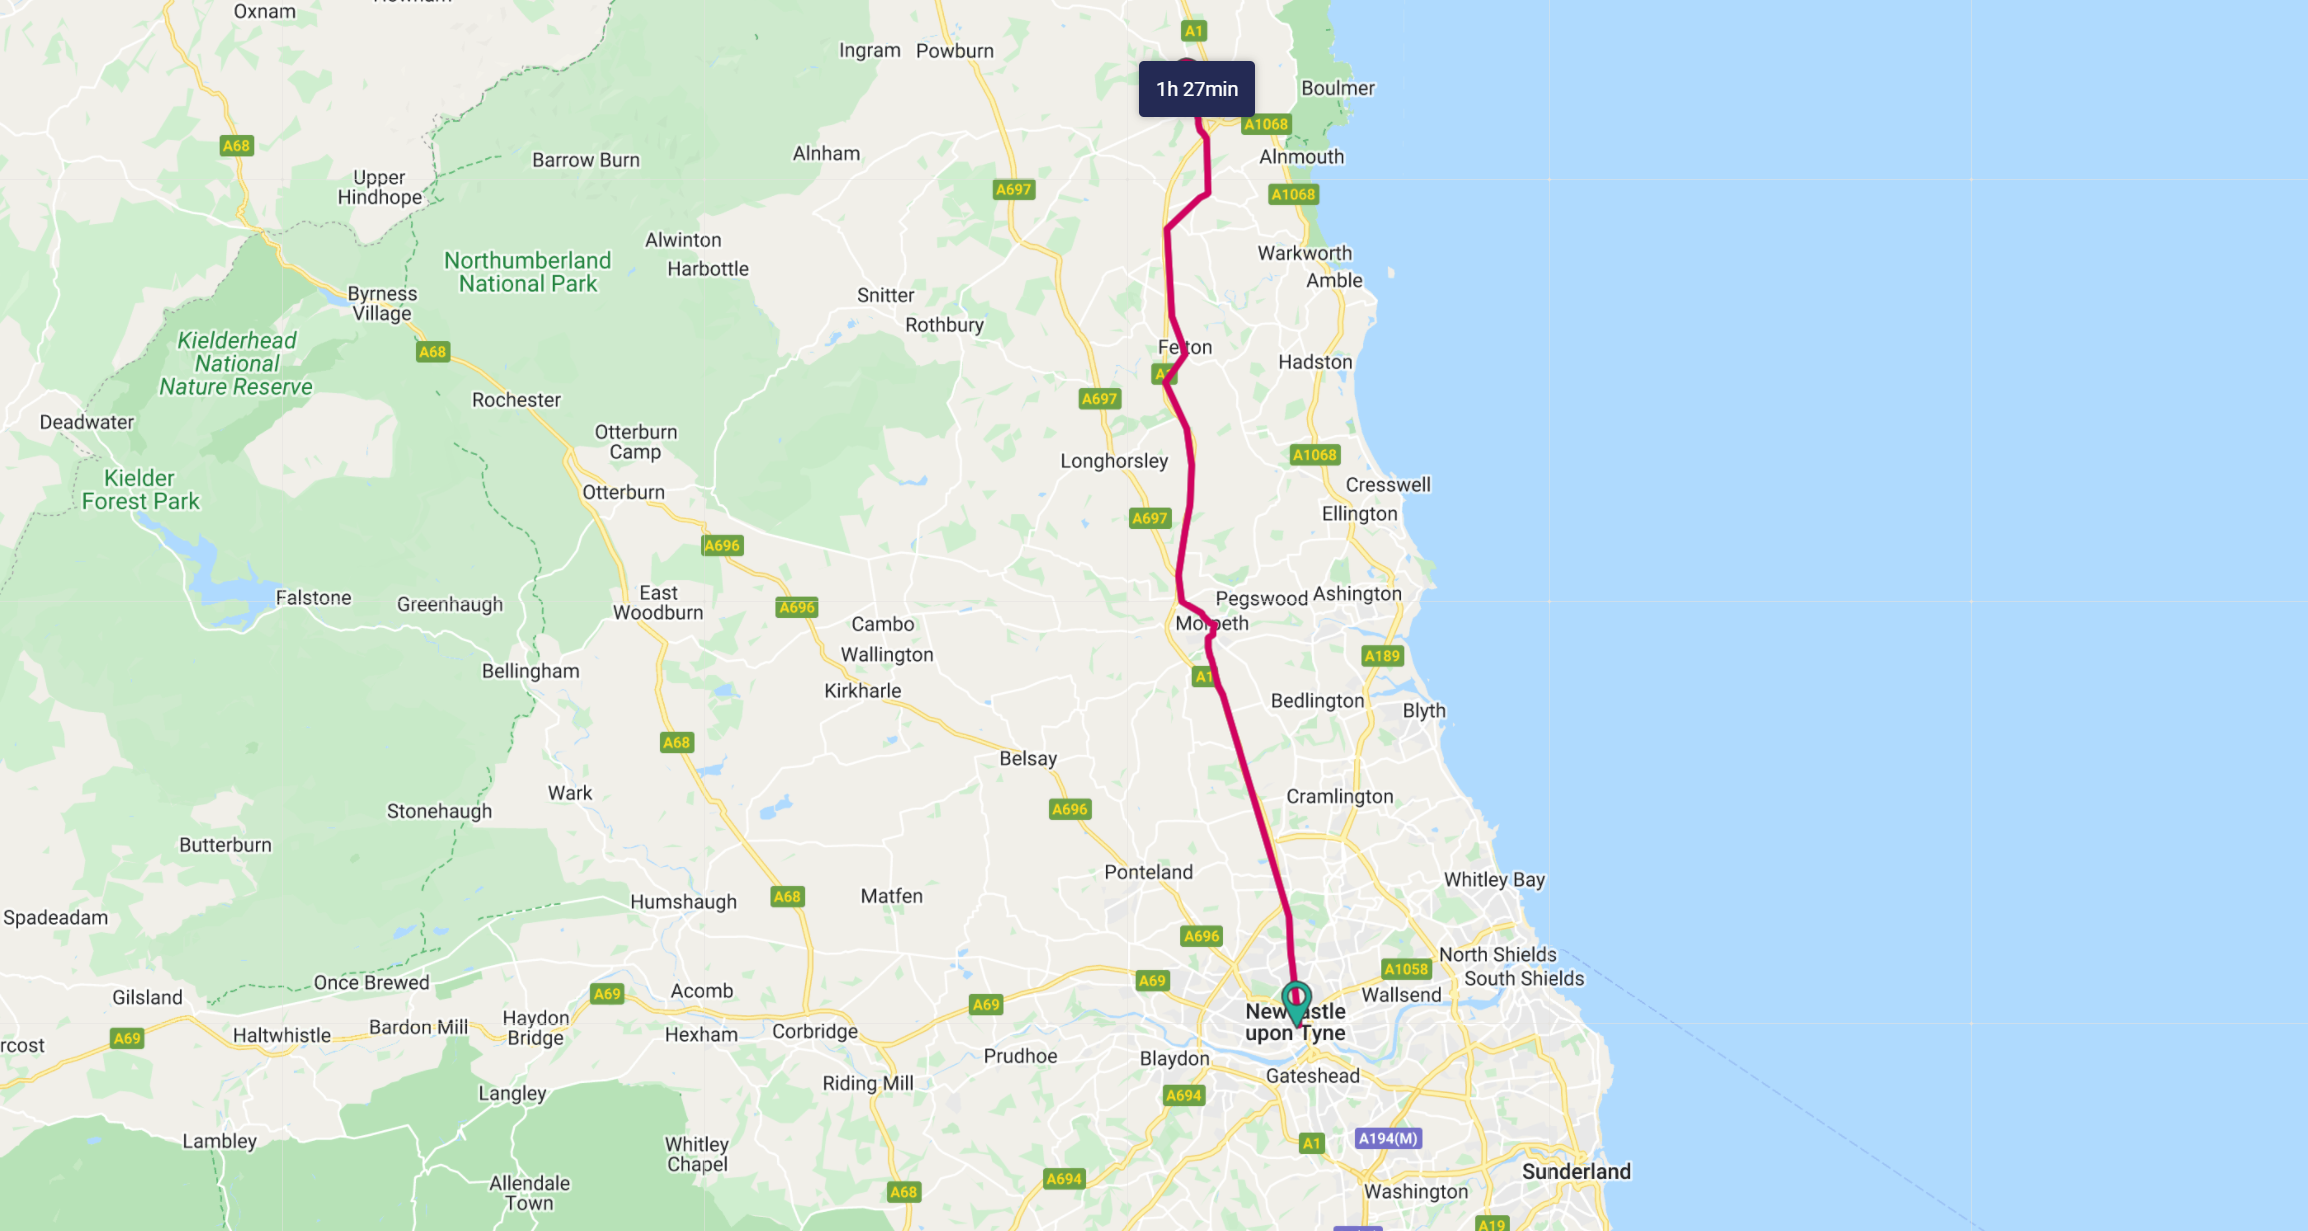 Oxnam
A1
Ingram
Powburn
1h 27min
Boulmer
A1068
A68
Barrow Burn
Alnham
Alnmouth
Upper
Hindhope
A697
A1068
Alwinton
Northumberland
National Park
Harbottle
Warkworth
Amble
Byrness
Village
Snitter
Rothbury
Kielderhead
National
Nature Reserve
A68
Felton
Hadston
A1
Rochester
A697
Deadwater
Otterburn
Camp
Longhorsley
A1068
Kielder
Forest Park
Otterburn
Cresswell
Ellington
A697
A696
Falstone
Greenhaugh
East
Woodburn
A696
Pegswood
Ashington
Cambo
Morpeth
Wallington
A189
Bellingham
A1
Kirkharle
Bedlington
Blyth
A68
Belsay
Wark
Cramlington
Stonehaugh
A696
Butterburn
Ponteland
Whitley Bay
A68
Matfen
Humshaugh
Spadeadam
A696
North Shields
A1058
South Shields
Once Brewed
A69
Wallsend
Gilsland
A69
Acomb
A69
Newcastle
upon Tyne
Haltwhistle
Bardon Mill
Haydon
Bridge
Hexham
Corbridge
A69
rcost
Prudhoe
Blaydon
Gateshead
Riding Mill
Langley
A694
Lambley
Whitley
Chapel
A1
A194(M)
Sunderland
Allendale
Town
A694
A68
Washington
A19